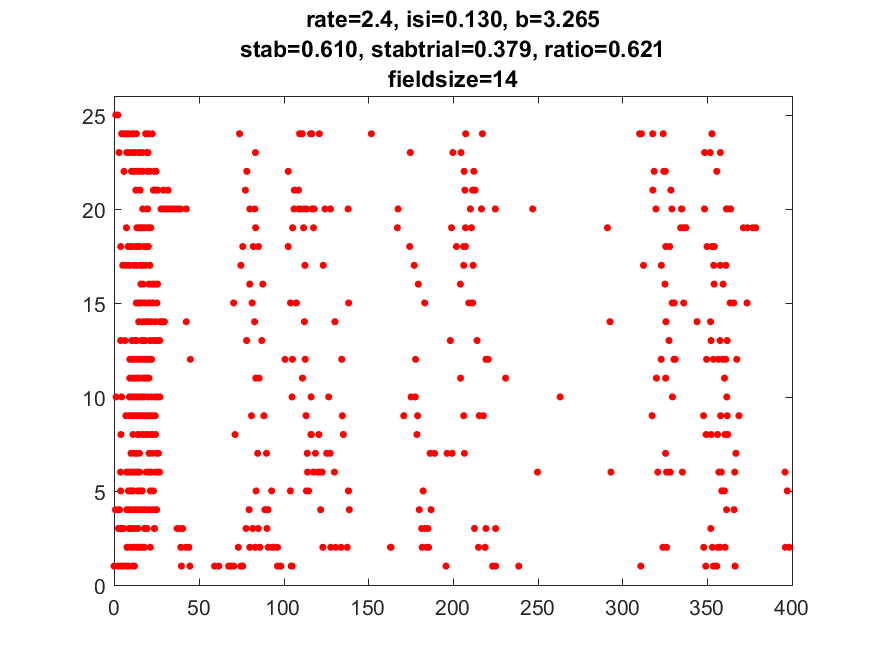 rate=2.4, isi=0.130, b=3.265
stab=0.610, stabtrial=0.379, ratio=0.621
fieldsize=14
25
20
15
10
5
0
0 50 100 150 200 250 300 350 400